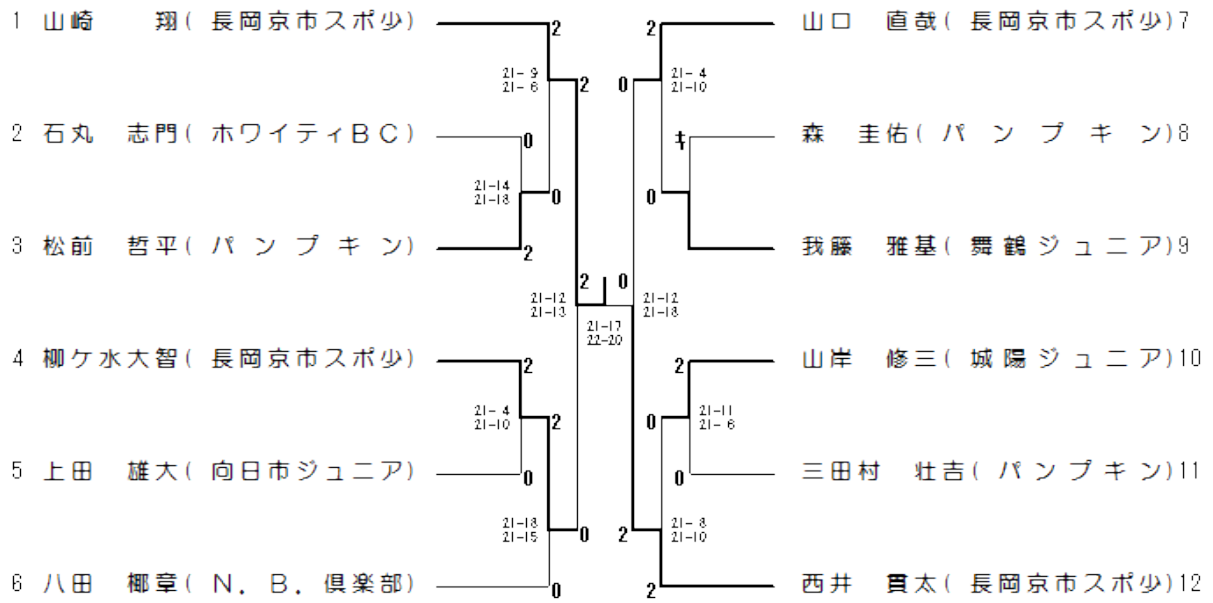 1 山崎　　翔( 長岡京市スポ少) 2
2 山口　直哉( 長岡京市スポ少)7
21- 9
21- 6
2
0
21- 4
21-10
2 石丸　志門( ホワイティＢＣ) 0
キ 森　圭佑( パ ン プ キ ン)8
21-14
21-18
0
0
3 松前　哲平( パ ン プ キ ン) 2
我藤　雅基( 舞鶴ジュニア)9
2
0
21-12
21-13
21-12
21-18
21-17
22-20
4 柳ケ水大智( 長岡京市スポ少) 2
2 山岸　修三( 城陽ジュニア)10
21- 4
21-10
2
0
21-11
21- 6
5 上田　雄大( 向日市ジュニア) 0
0 三田村　壮吉( パンプキン)11
21-18
21-15
0
2
21- 8
21-10
6 八田　椰章( Ｎ．Ｂ．倶楽部) 0
2 西井　貫太( 長岡京市スポ少)12